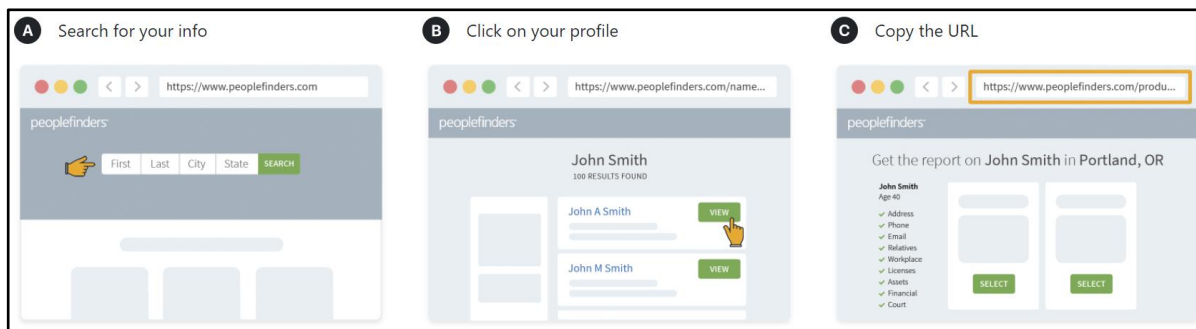 A Search for your info
https://www.peoplefinders.com
peoplefinders
First Last City State SEARCH
B Click on your profile
https://www.peoplefinders.com/name...
peoplefinders
John Smith
100 RESULTS FOUND
John A Smith VIEW
John M Smith VIEW
C Copy the URL
https://www.peoplefinders.com/produ...
peoplefinders
Get the report on John Smith in Portland, OR
John Smith
Age 40
✓ Address
✓ Phone
✓ Email
✓ Relatives
✓ Workplace
✓ Licenses
✓ Assets
✓ Financial
✓ Court
SELECT SELECT